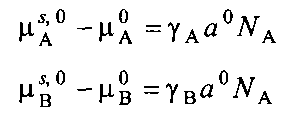 μ_A^{s,0} − μ_A^0 = γ_A a^0 N_A
μ_B^{s,0} − μ_B^0 = γ_B a^0 N_A